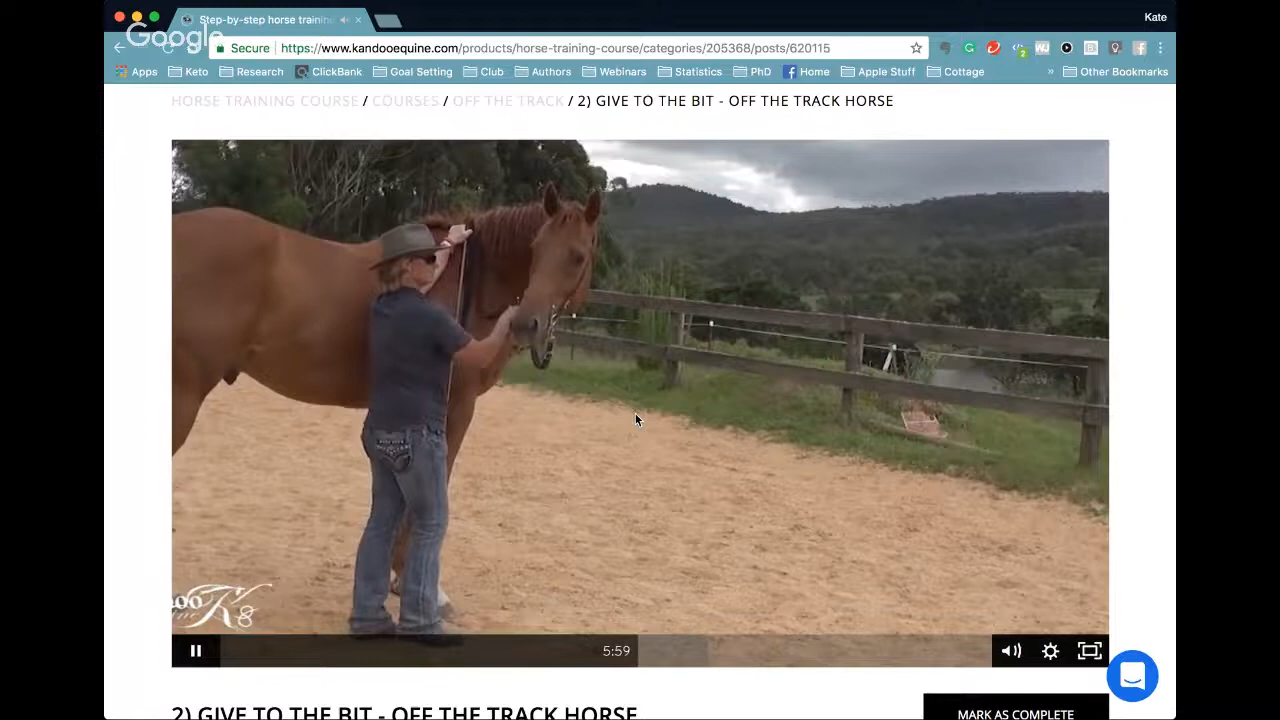 Step-by-step horse trainin
Kate
Google
Secure https://www.kandooequine.com/products/horse-training-course/categories/205368/posts/620115
2
Apps Keto Research ClickBank Goal Setting Club Authors Webinars Statistics PhD Home Apple Stuff Cottage » Other Bookmarks
HORSE TRAINING COURSE / COURSES / OFF THE TRACK / 2) GIVE TO THE BIT - OFF THE TRACK HORSE
5:59
2) GIVE TO THE BIT - OFF THE TRACK HORSE
MARK AS COMPLETE